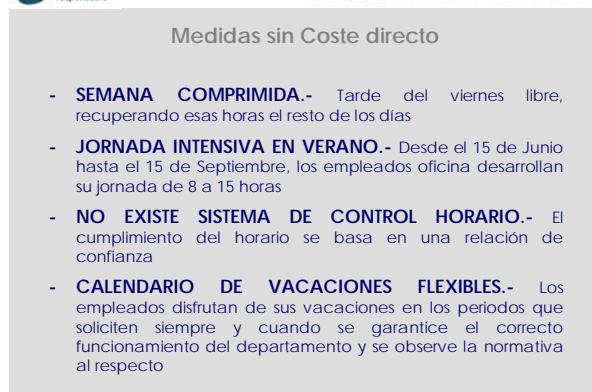 Medidas sin Coste directo
- SEMANA COMPRIMIDA.- Tarde del viernes libre,
recuperando esas horas el resto de los días
- JORNADA INTENSIVA EN VERANO.- Desde el 15 de Junio
hasta el 15 de Septiembre, los empleados oficina desarrollan
su jornada de 8 a 15 horas
- NO EXISTE SISTEMA DE CONTROL HORARIO.- El
cumplimiento del horario se basa en una relación de
confianza
- CALENDARIO DE VACACIONES FLEXIBLES.- Los
empleados disfrutan de sus vacaciones en los periodos que
soliciten siempre y cuando se garantice el correcto
funcionamiento del departamento y se observe la normativa
al respecto